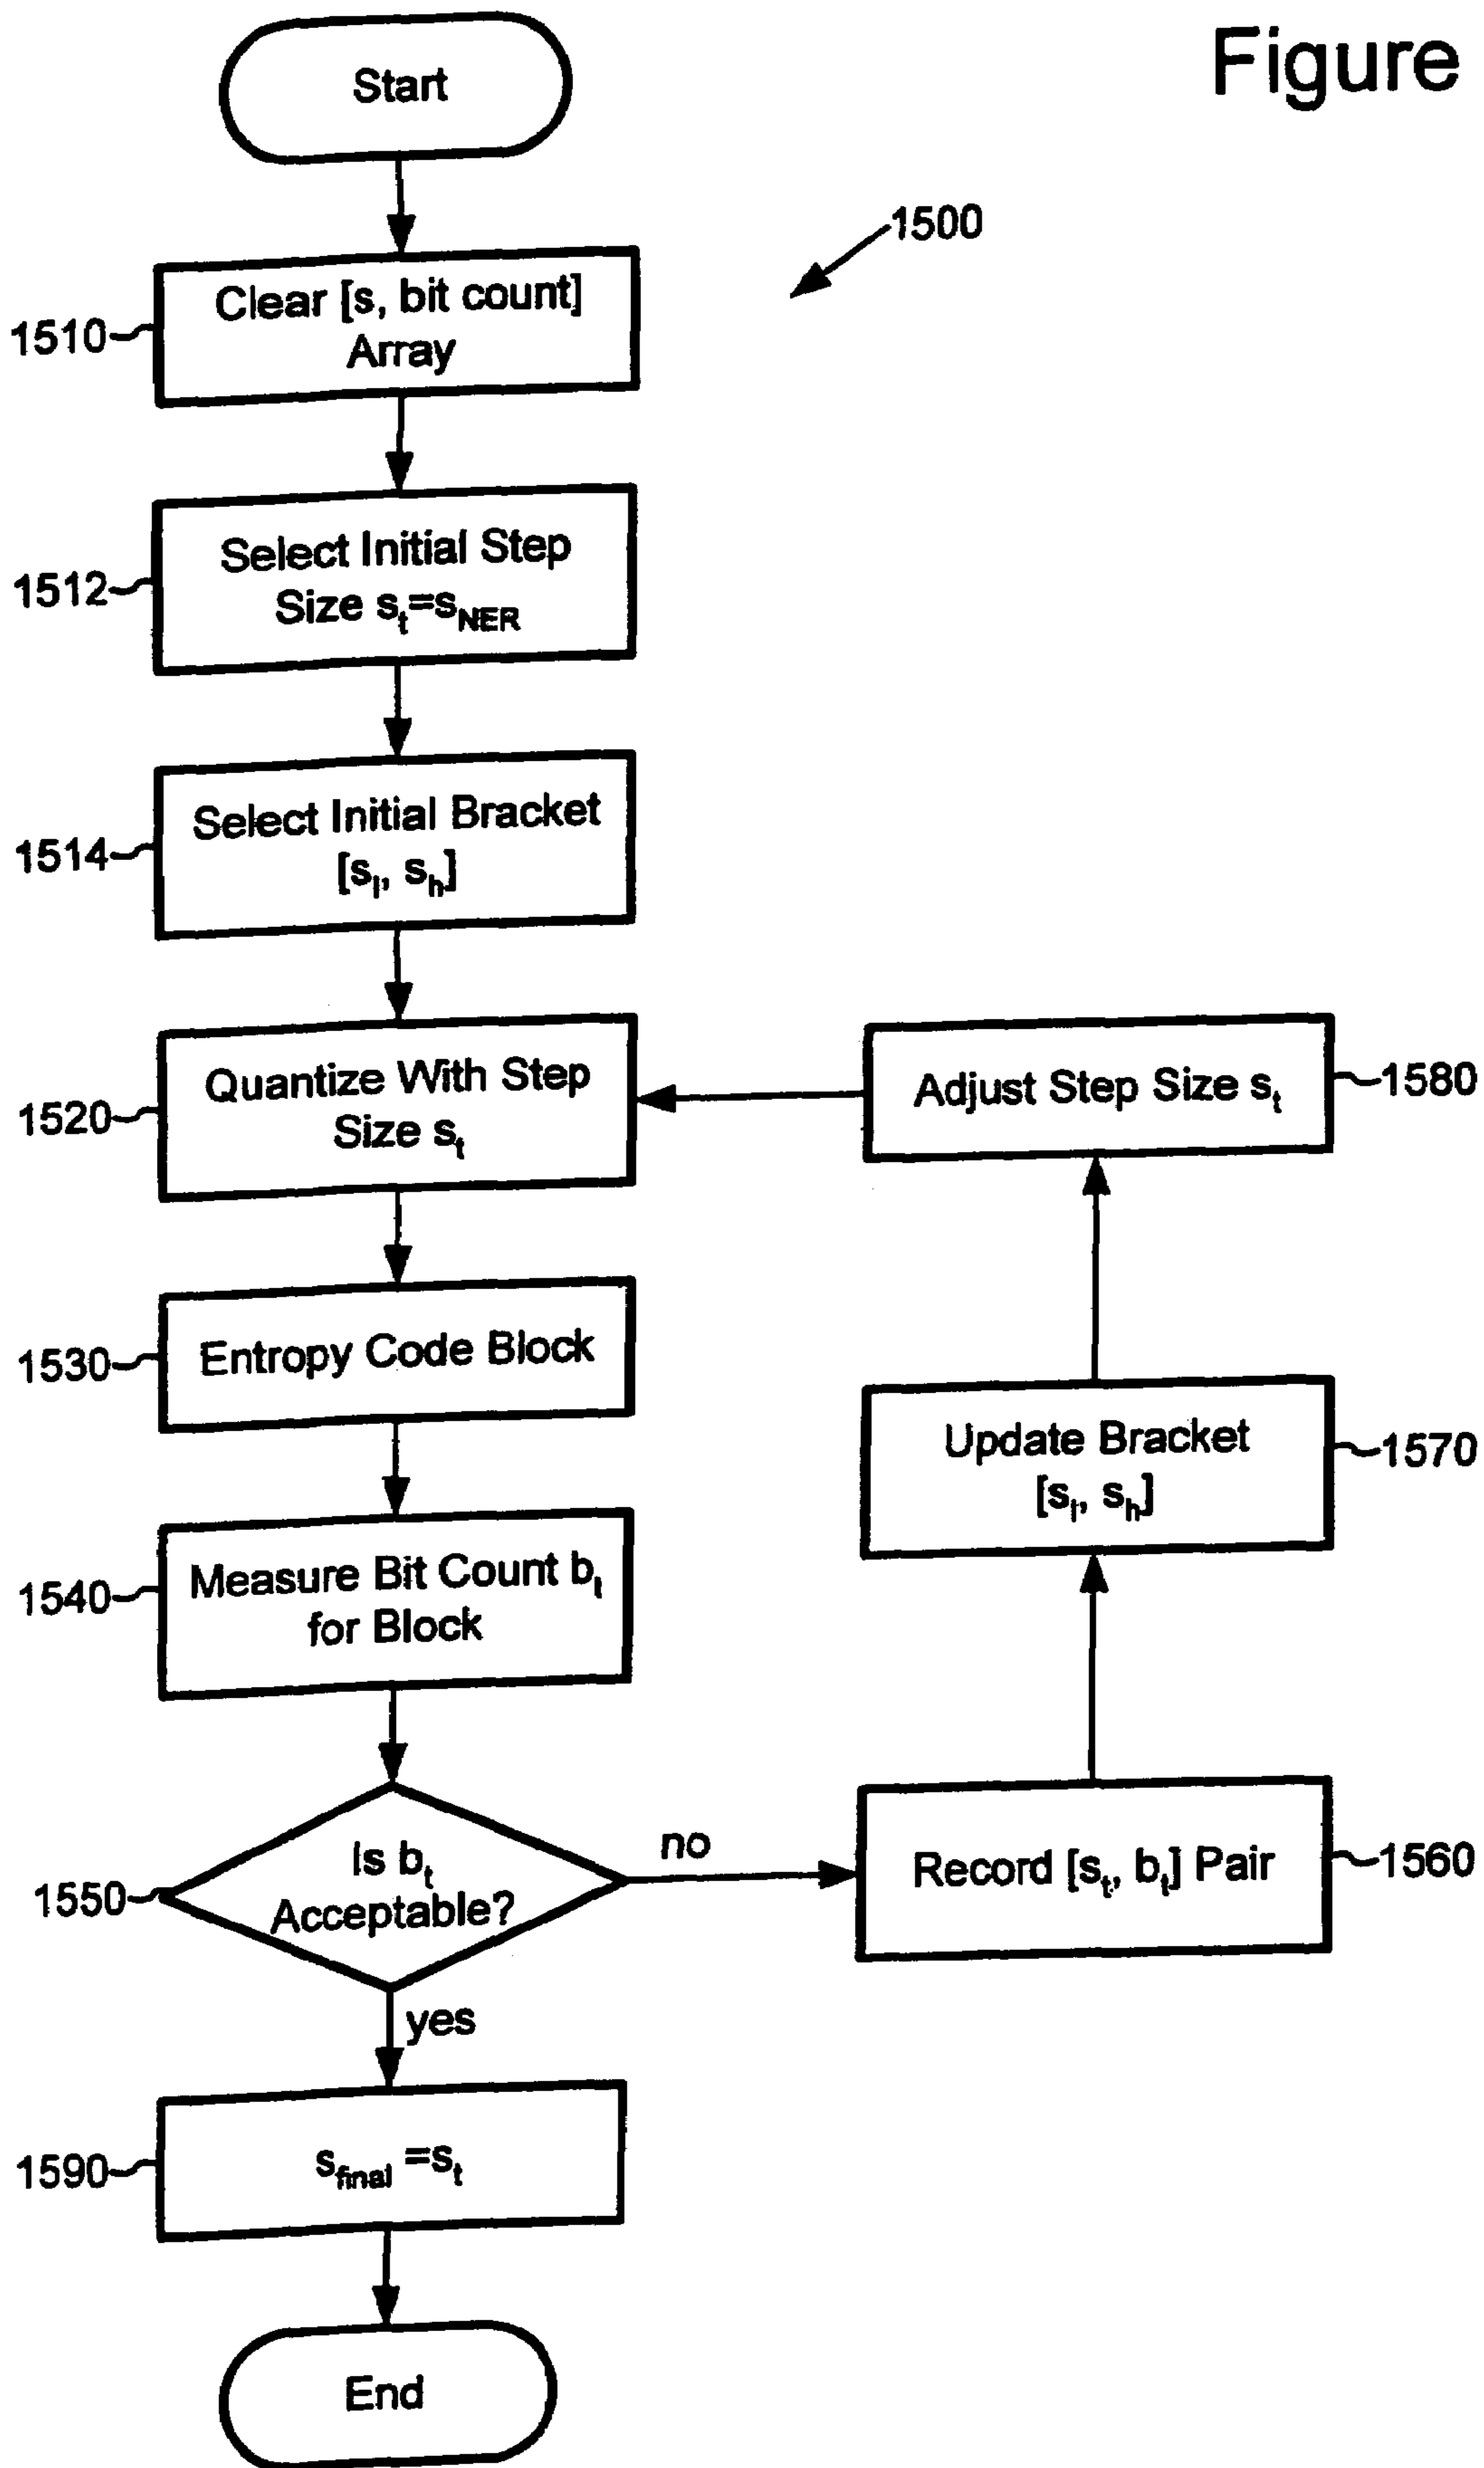 Figure
Start
1500
Clear [s, bit count]
Array
1510
Select Initial Step
Size sₜ=s_NER
1512
Select Initial Bracket
[sₗ, sₕ]
1514
Quantize With Step
Size sₜ
1520
Adjust Step Size sₜ
1580
Entropy Code Block
1530
Update Bracket
[sₗ, sₕ]
1570
Measure Bit Count bₜ
for Block
1540
Is bₜ
Acceptable?
1550
no
Record [sₜ, bₜ] Pair
1560
yes
s_final =sₜ
1590
End